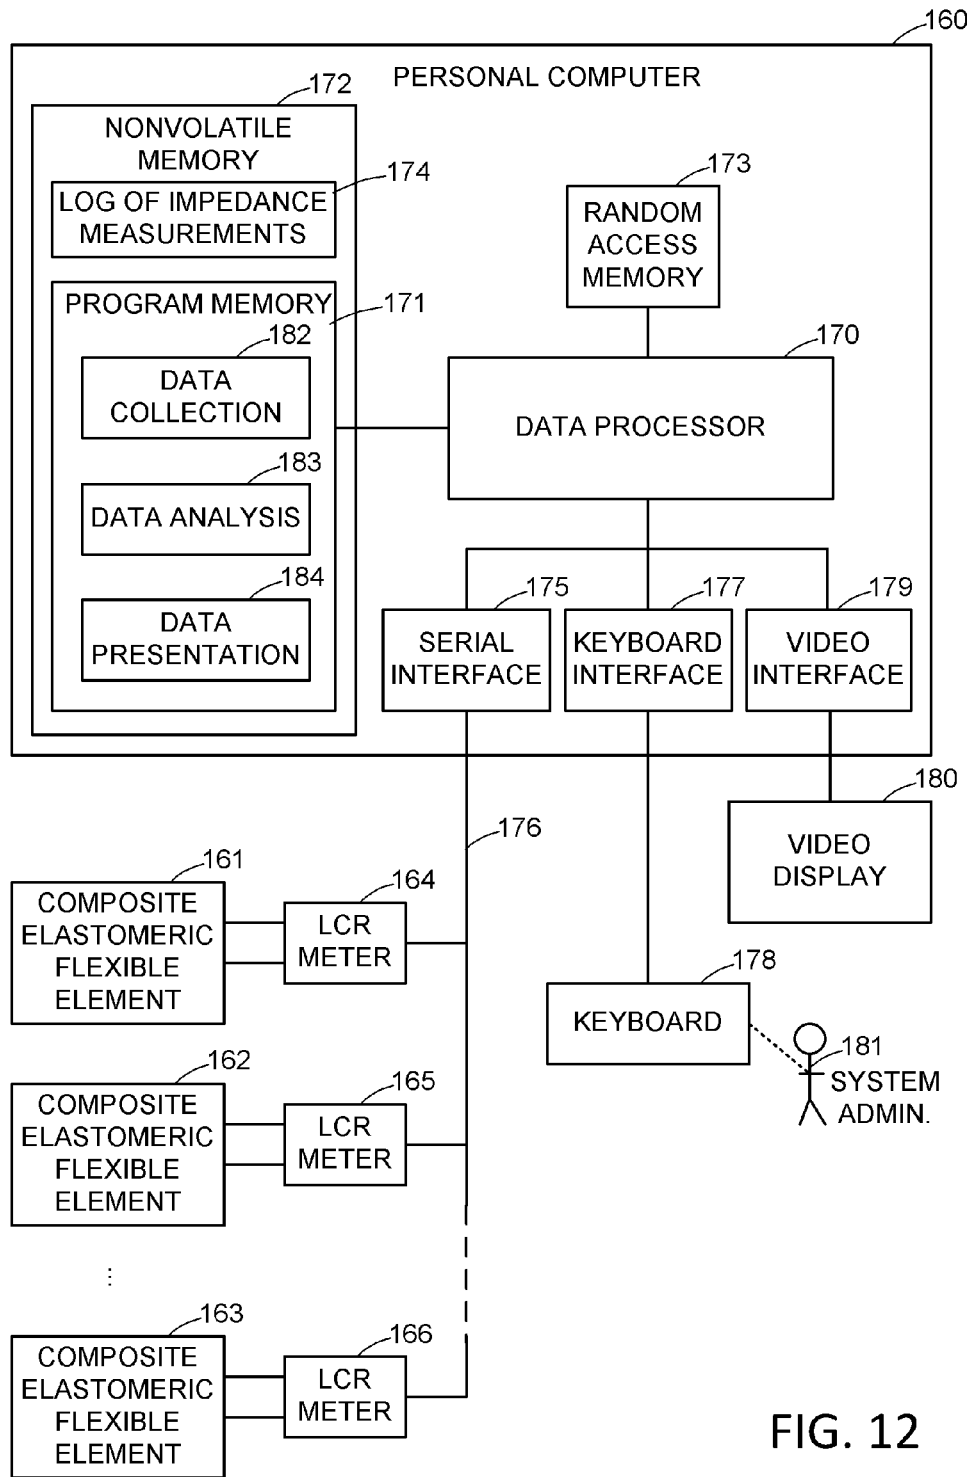 160
PERSONAL COMPUTER
172
NONVOLATILE
MEMORY
174
LOG OF IMPEDANCE
MEASUREMENTS
173
RANDOM
ACCESS
MEMORY
PROGRAM MEMORY
171
182
DATA
COLLECTION
170
DATA PROCESSOR
183
DATA ANALYSIS
184
DATA
PRESENTATION
175
SERIAL
INTERFACE
177
KEYBOARD
INTERFACE
179
VIDEO
INTERFACE
180
VIDEO
DISPLAY
176
161
COMPOSITE
ELASTOMERIC
FLEXIBLE
ELEMENT
164
LCR
METER
178
KEYBOARD
181
SYSTEM
ADMIN.
162
COMPOSITE
ELASTOMERIC
FLEXIBLE
ELEMENT
165
LCR
METER
...
163
COMPOSITE
ELASTOMERIC
FLEXIBLE
ELEMENT
166
LCR
METER
FIG. 12